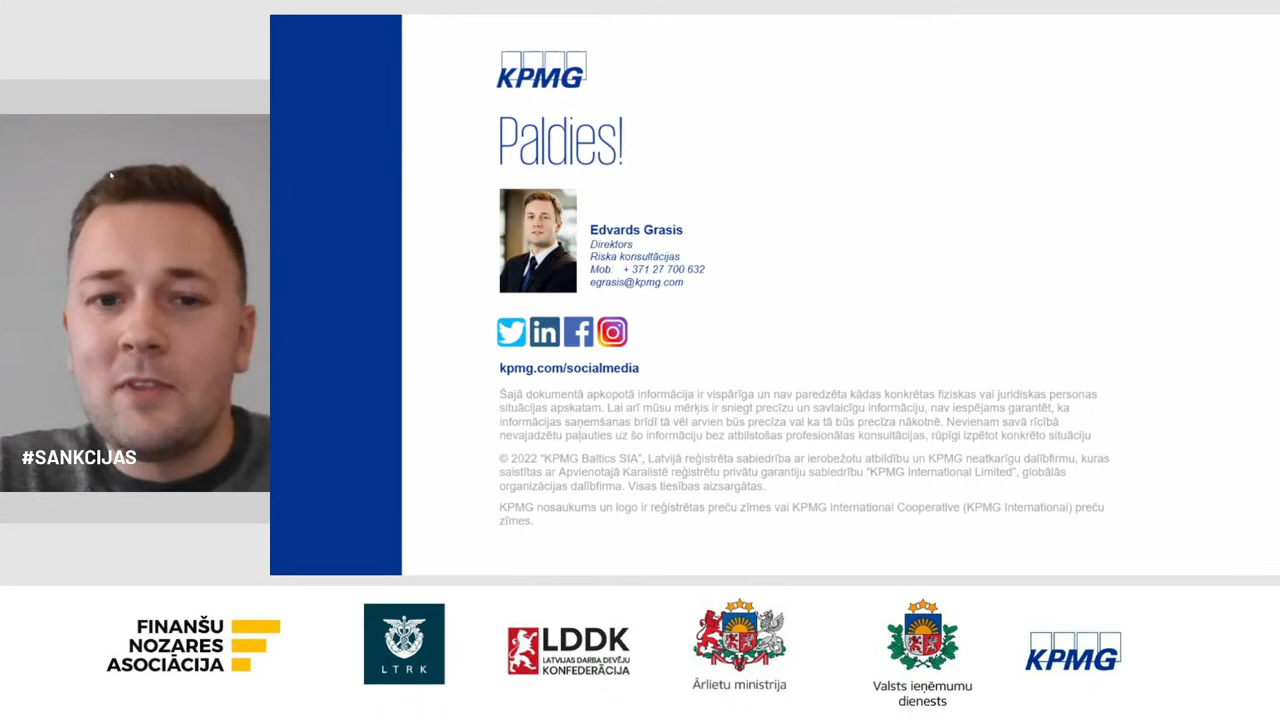 KPMG
Paldies!
Edvards Grasis
Direktors
Riska konsultācijas
Mob: + 371 27 700 632
egrasis@kpmg.com
kpmg.com/socialmedia
Šajā dokumentā apkopotā informācija ir vispārīga un nav paredzēta kādas konkrētas fiziskas vai juridiskas personas
situācijas apskatam. Lai arī mūsu mērķis ir sniegt precīzu un savlaicīgu informāciju, nav iespējams garantēt, ka
informācijas saņemšanas brīdī tā vēl arvien būs precīza vai ka tā būs precīza nākotnē. Nevienam savā rīcībā
nevajadzētu paļauties uz šo informāciju bez atbilstošas profesionālas konsultācijas, rūpīgi izpētot konkrēto situāciju
© 2022 “KPMG Baltics SIA”, Latvijā reģistrēta sabiedrība ar ierobežotu atbildību un KPMG neatkarīgu dalībfirmu, kuras
saistītas ar Apvienotajā Karalistē reģistrētu privātu garantiju sabiedrību “KPMG International Limited”, globālās
organizācijas dalībfirma. Visas tiesības aizsargātas.
KPMG nosaukums un logo ir reģistrētas preču zīmes vai KPMG International Cooperative (KPMG International) preču
zīmes.
#SANKCIJAS
FINANŠU
NOZARES
ASOCIĀCIJA
LTRK
LDDK
LATVIJAS DARBA DEVĒJU
KONFEDERĀCIJA
Ārlietu ministrija
Valsts ieņēmumu
dienests
KPMG